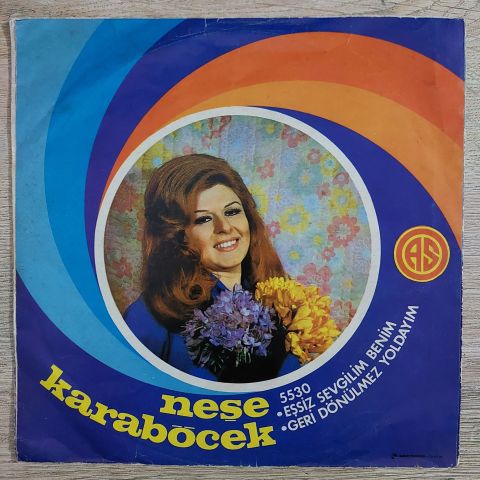 AS
neşe
karaböcek
5530
•EŞSİZ SEVGİLİM BENİM
•GERİ DÖNÜLMEZ YOLDAYIM